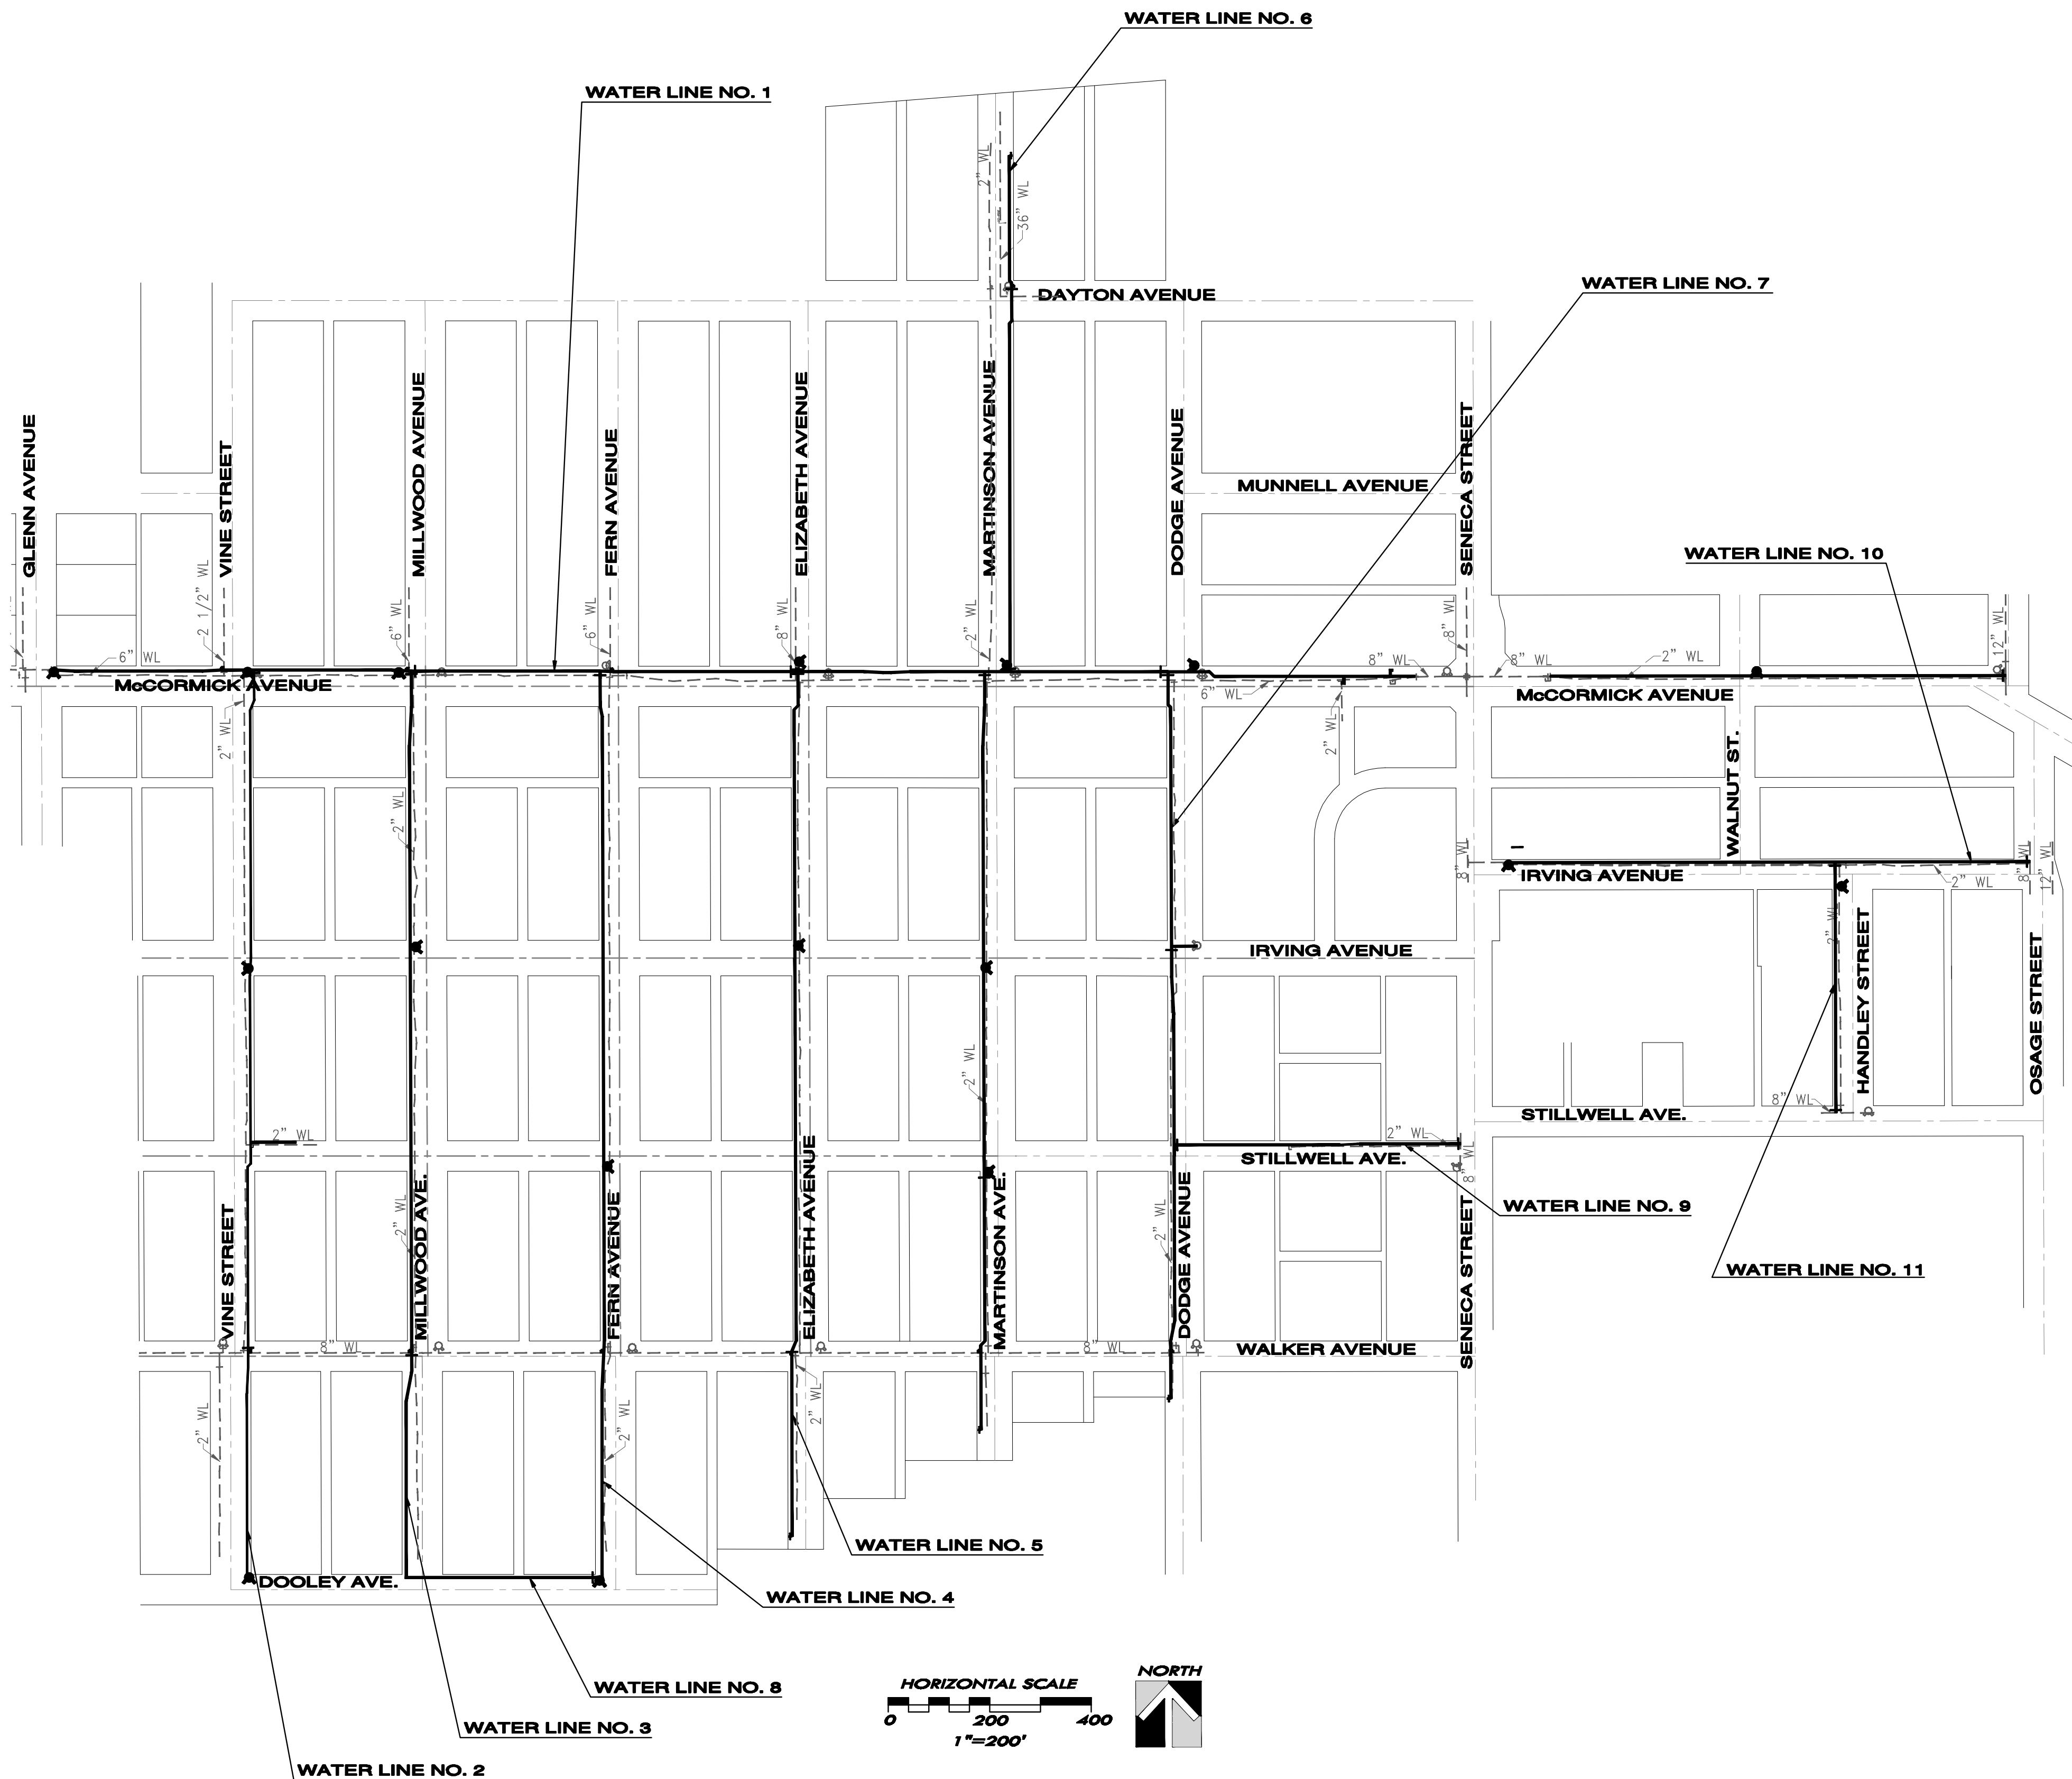 WATER LINE NO. 6
WATER LINE NO. 1
2" WL
36" WL
WATER LINE NO. 7
DAYTON AVENUE
GLENN AVENUE
VINE STREET
MILLWOOD AVENUE
FERN AVENUE
ELIZABETH AVENUE
MARTINSON AVENUE
DODGE AVENUE
SENECA STREET
MUNNELL AVENUE
WATER LINE NO. 10
2 1/2" WL
6" WL
6" WL
8" WL
2" WL
8" WL
12" WL
6" WL
8" WL
8" WL
2" WL
McCORMICK AVENUE
6" WL
McCORMICK AVENUE
2" WL
2" WL
WALNUT ST.
2" WL
8" WL
8" WL
12" WL
IRVING AVENUE
2" WL
2" WL
IRVING AVENUE
HANDLEY STREET
OSAGE STREET
2" WL
8" WL
STILLWELL AVE.
2" WL
2" WL
STILLWELL AVE.
8" WL
VINE STREET
2" WL
MILLWOOD AVE.
FERN AVENUE
ELIZABETH AVENUE
MARTINSON AVE.
2" WL
DODGE AVENUE
SENECA STREET
WATER LINE NO. 9
WATER LINE NO. 11
8" WL
8" WL
WALKER AVENUE
2" WL
2" WL
2" WL
WATER LINE NO. 5
DOOLEY AVE.
WATER LINE NO. 4
WATER LINE NO. 8
HORIZONTAL SCALE
NORTH
0 200 400
1"=200'
WATER LINE NO. 3
WATER LINE NO. 2